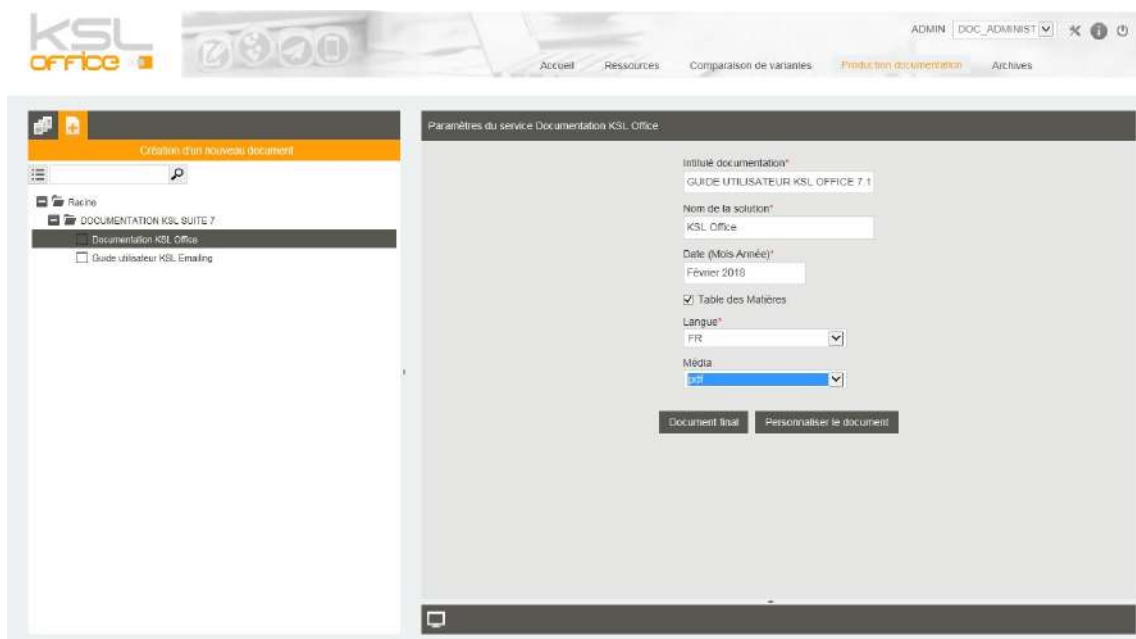 KSL
OFFICE
ADMIN DOC_ADMINIST
Accueil Ressources Comparaison de variantes Production documentation Archives
Création d'un nouveau document
Racine
DOCUMENTATION KSL SUITE 7
Documentation KSL Office
Guide utilisateur KSL Emailing
Paramètres du service Documentation KSL Office
Intitulé documentation*
GUIDE UTILISATEUR KSL OFFICE 7.1
Nom de la solution*
KSL Office
Date (Mois Année)*
Février 2018
Table des Matières
Langue*
FR
Média
pdf
Document final Personnaliser le document